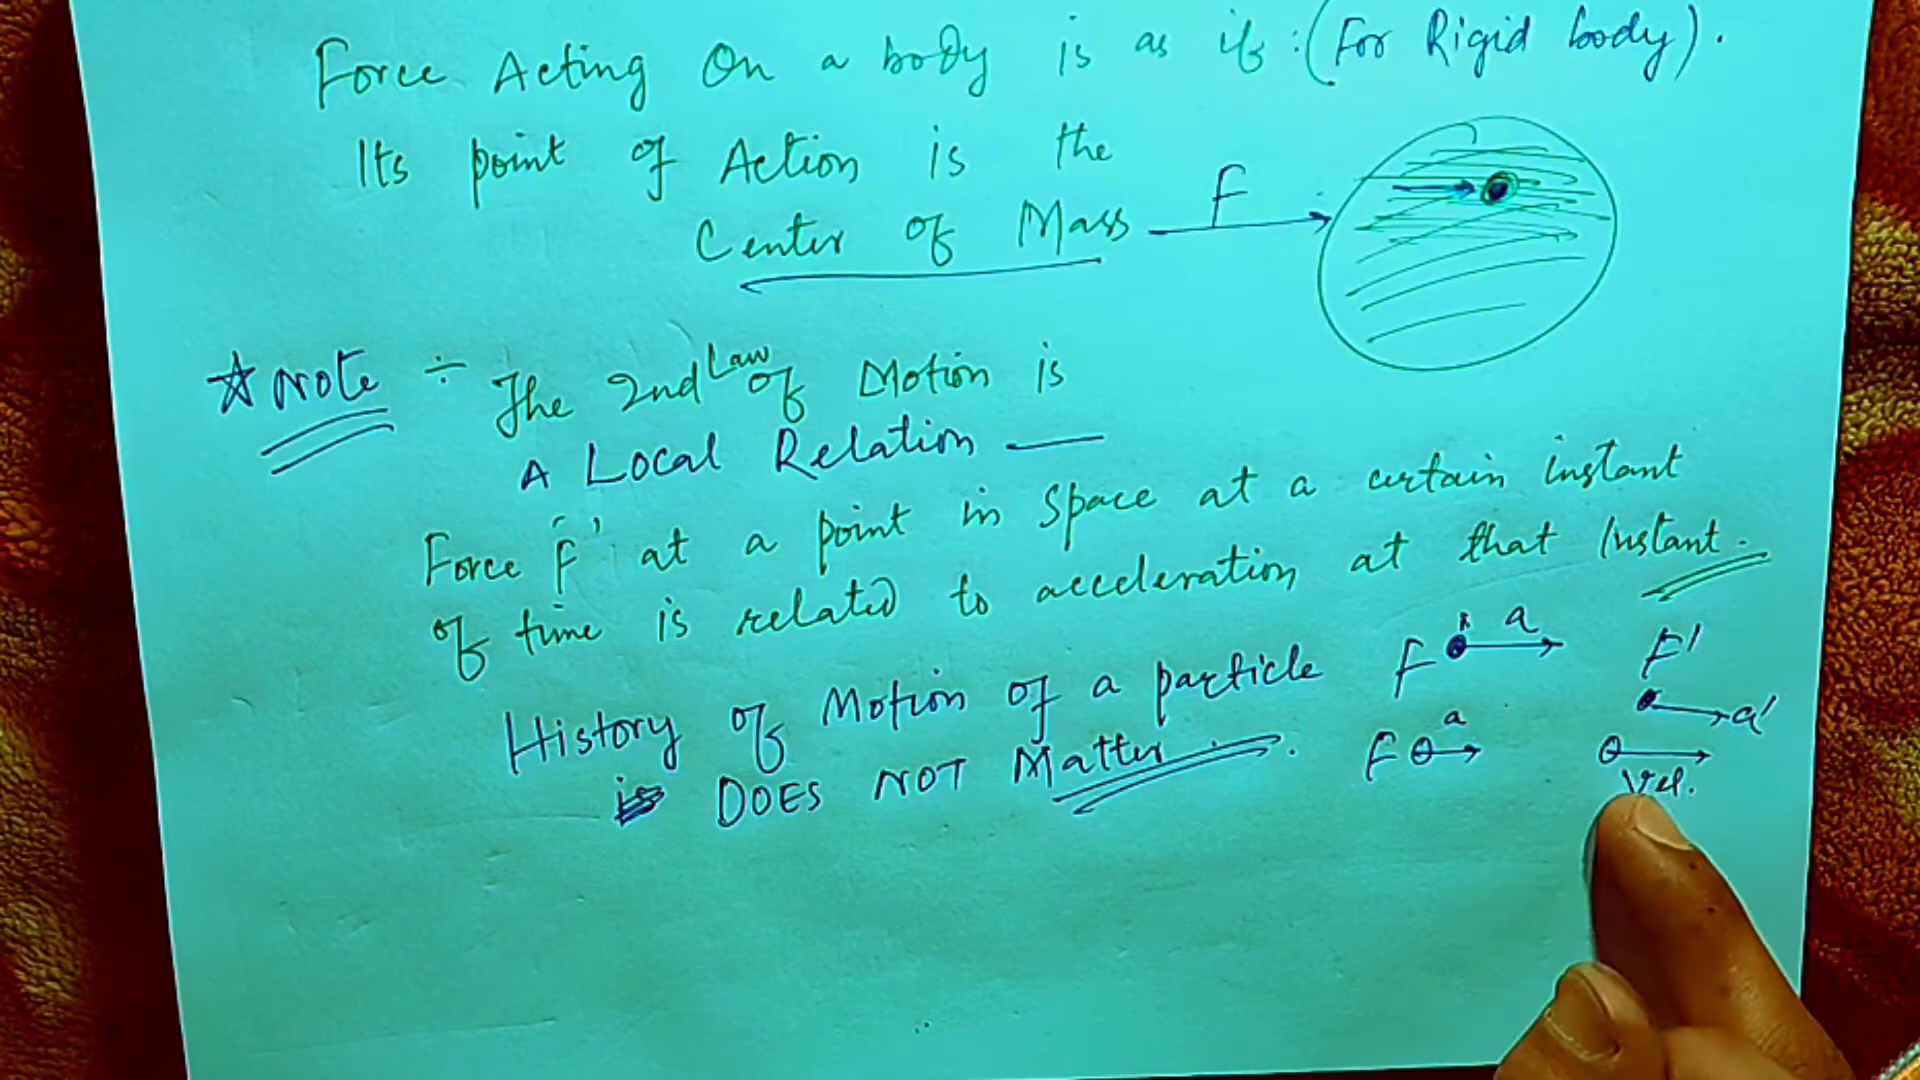 Force Acting On a body is as if :(For Rigid body).
Its point of Action is the
Center of Mass
F
☆ Note ÷ The 2nd Law of Motion is
A Local Relation —
Force 'F' at a point in space at a certain instant
of time is related to acceleration at that Instant.
History of Motion of a particle
DOES NOT Matter.
F a
F'
a'
F a
Vel.